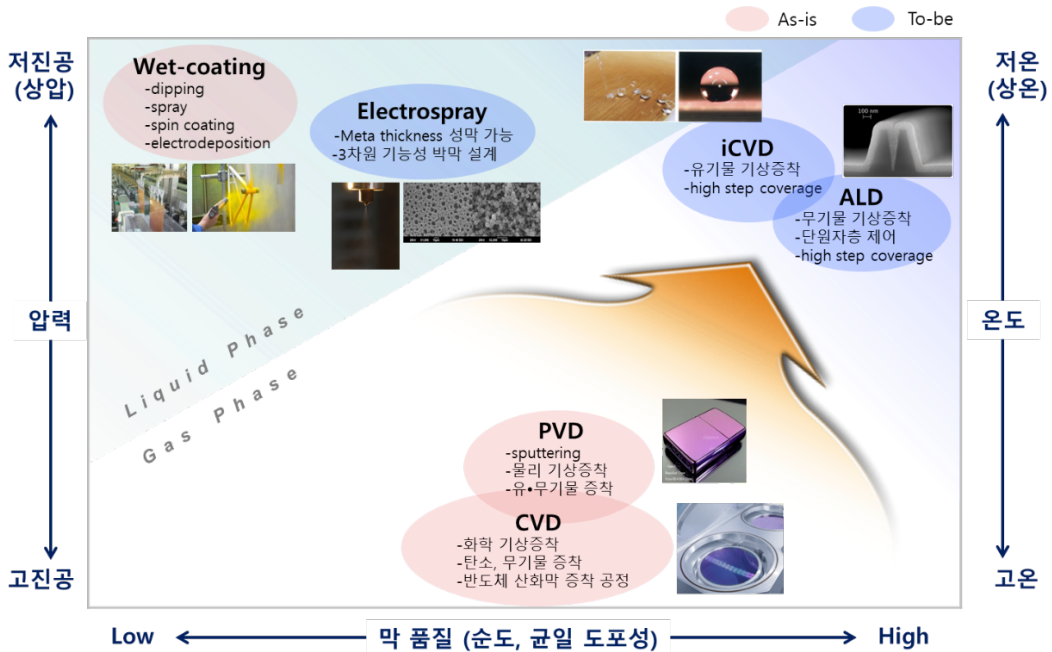 As-is
To-be
저진공
(상압)
Wet-coating
-dipping
-spray
-spin coating
-electrodeposition
Electrospray
-Meta thickness 성막 가능
-3차원 기능성 박막 설계
iCVD
-유기물 기상증착
-high step coverage
100 nm
ALD
-무기물 기상증착
-단원자층 제어
-high step coverage
저온
(상온)
압력
온도
Liquid Phase
Gas Phase
PVD
-sputtering
-물리 기상증착
-유•무기물 증착
CVD
-화학 기상증착
-탄소, 무기물 증착
-반도체 산화막 증착 공정
고진공
고온
Low
막 품질 (순도, 균일 도포성)
High